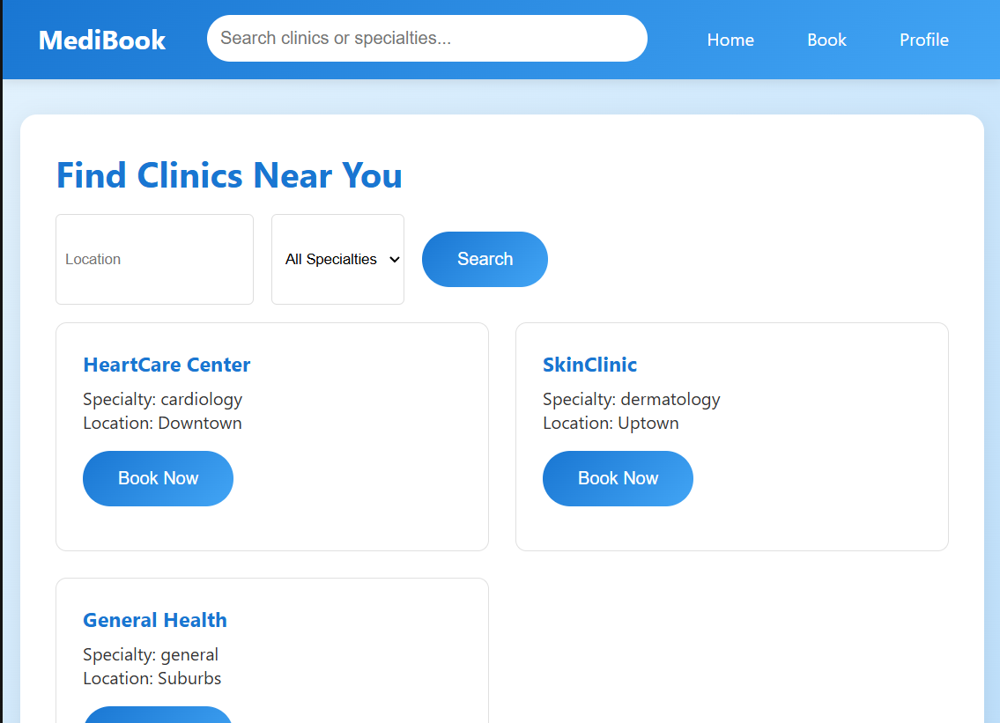 MediBook
Search clinics or specialties...
Home
Book
Profile
Find Clinics Near You
Location
All Specialties
Search
HeartCare Center
Specialty: cardiology
Location: Downtown
Book Now
SkinClinic
Specialty: dermatology
Location: Uptown
Book Now
General Health
Specialty: general
Location: Suburbs